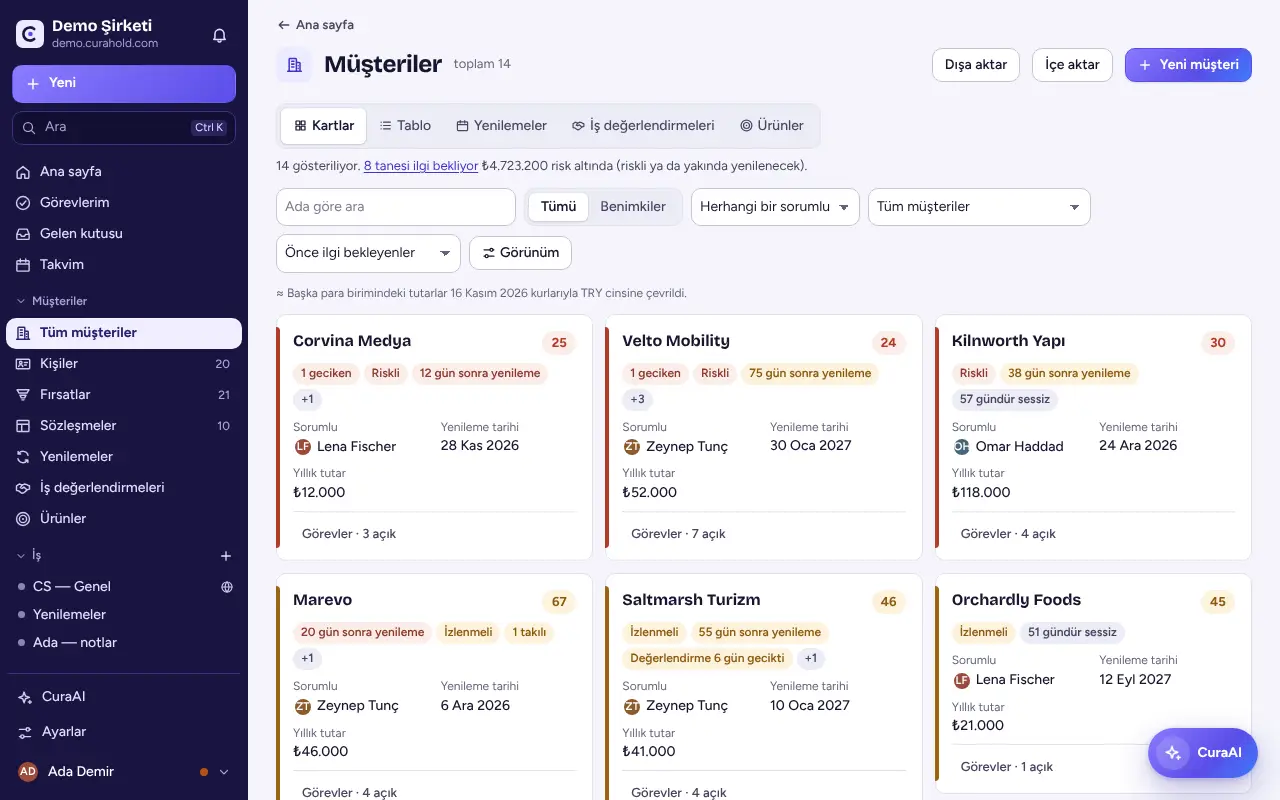 Demo Şirketi
demo.curahold.com
Yeni
Ara
Ctrl K
Ana sayfa
Görevlerim
Gelen kutusu
Takvim
Müşteriler
Tüm müşteriler
Kişiler 20
Fırsatlar 21
Sözleşmeler 10
Yenilemeler
İş değerlendirmeleri
Ürünler
İş
CS — Genel
Yenilemeler
Ada — notlar
CuraAI
Ayarlar
AD Ada Demir
Ana sayfa
Müşteriler toplam 14
Dışa aktar
İçe aktar
Yeni müşteri
Kartlar
Tablo
Yenilemeler
İş değerlendirmeleri
Ürünler
14 gösteriliyor. 8 tanesi ilgi bekliyor ₺4.723.200 risk altında (riskli ya da yakında yenilenecek).
Ada göre ara
Tümü
Benimkiler
Herhangi bir sorumlu
Tüm müşteriler
Önce ilgi bekleyenler
Görünüm
≈ Başka para birimindeki tutarlar 16 Kasım 2026 kurlarıyla TRY cinsine çevrildi.
Corvina Medya 25
1 geciken Riskli 12 gün sonra yenileme
+1
Sorumlu Yenileme tarihi
LF Lena Fischer 28 Kas 2026
Yıllık tutar
₺12.000
Görevler · 3 açık
Velto Mobility 24
1 geciken Riskli 75 gün sonra yenileme
+3
Sorumlu Yenileme tarihi
ZT Zeynep Tunç 30 Oca 2027
Yıllık tutar
₺52.000
Görevler · 7 açık
Kilnworth Yapı 30
Riskli 38 gün sonra yenileme
57 gündür sessiz
Sorumlu Yenileme tarihi
OH Omar Haddad 24 Ara 2026
Yıllık tutar
₺118.000
Görevler · 4 açık
Marevo 67
20 gün sonra yenileme İzlenmeli 1 takılı
+1
Sorumlu Yenileme tarihi
ZT Zeynep Tunç 6 Ara 2026
Yıllık tutar
₺46.000
Görevler · 4 açık
Saltmarsh Turizm 46
İzlenmeli 55 gün sonra yenileme
Değerlendirme 6 gün gecikti +1
Sorumlu Yenileme tarihi
ZT Zeynep Tunç 10 Oca 2027
Yıllık tutar
₺41.000
Görevler · 4 açık
Orchardly Foods 45
İzlenmeli 51 gündür sessiz
Sorumlu Yenileme tarihi
LF Lena Fischer 12 Eyl 2027
Yıllık tutar
₺21.000
Görevler · 1 açık
CuraAI